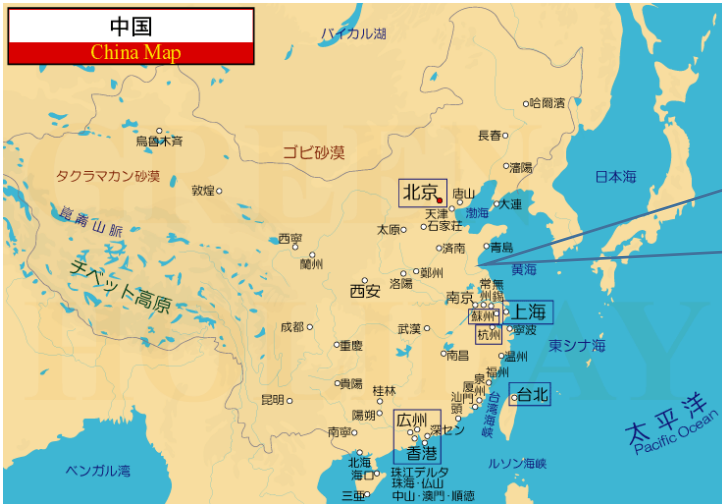 中国
China Map
バイカル湖
哈爾濱
長春
烏魯木斉
ゴビ砂漠
瀋陽
タクラマカン砂漠
日本海
敦煌
北京
唐山
天津
渤海
大連
崑崙山脈
太原
石家荘
西寧
済南
青島
蘭州
チベット高原
洛陽
鄭州
黄海
西安
常州
無錫
南京
蘇州
上海
成都
武漢
杭州
寧波
重慶
南昌
温州
東シナ海
貴陽
福州
泉州
厦門
昆明
桂林
汕頭
台湾海峡
台北
陽朔
広州
深セン
太平洋
Pacific Ocean
南寧
香港
ベンガル湾
北海
海口
珠江デルタ
珠海・仏山
中山・澳門・順徳
ルソン海峡
三亜
GREEN
HOLIDAY